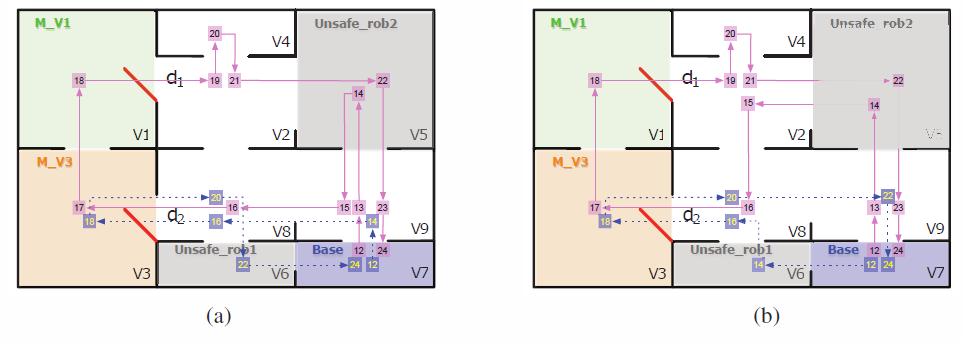 M_V1 Unsafe_rob2
20 V4
18 d1 19 21 22
14
V1 V2 V5
M_V3
20
17 16 15 13 23
18 d2 16 14
V8 V9
Unsafe_rob1 Base 12 24
22 24 12
V3 V6 V7
(a)
M_V1 Unsafe_rob2
20 V4
18 d1 19 21 22
15 14
V1 V2
M_V3
20 22
17 16 13 23
18 d2 16
V8 V9
Unsafe_rob1 Base 12 24
14 12 24
V3 V6 V7
(b)